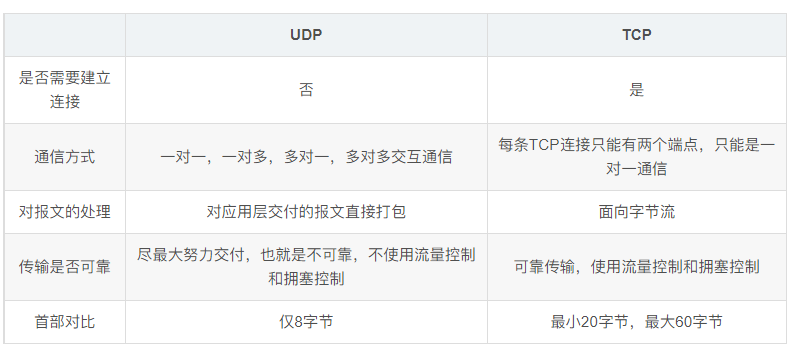 UDP
TCP
是否需要建立
连接
否
是
通信方式
一对一，一对多，多对一，多对多交互通信
每条TCP连接只能有两个端点，只能是一
对一通信
对报文的处理
对应用层交付的报文直接打包
面向字节流
传输是否可靠
尽最大努力交付，也就是不可靠，不使用流量控制
和拥塞控制
可靠传输，使用流量控制和拥塞控制
首部对比
仅8字节
最小20字节，最大60字节